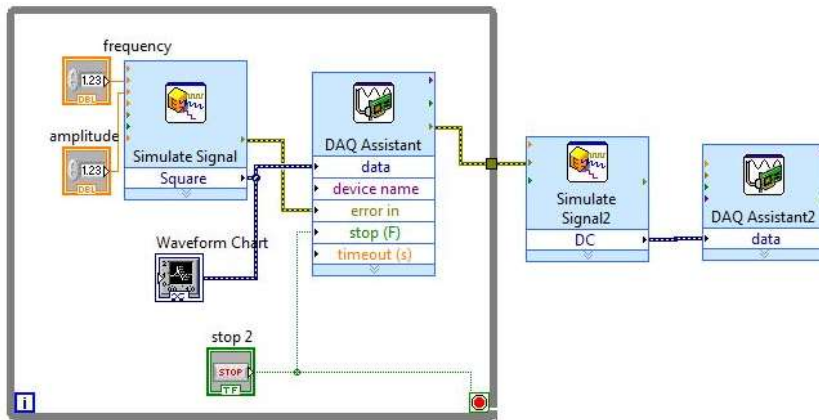 frequency
1.23
DBL
amplitude
1.23
DBL
Simulate Signal
Square
DAQ Assistant
data
device name
error in
stop (F)
timeout (s)
Waveform Chart
stop 2
STOP
TF
i
Simulate
Signal2
DC
DAQ Assistant2
data